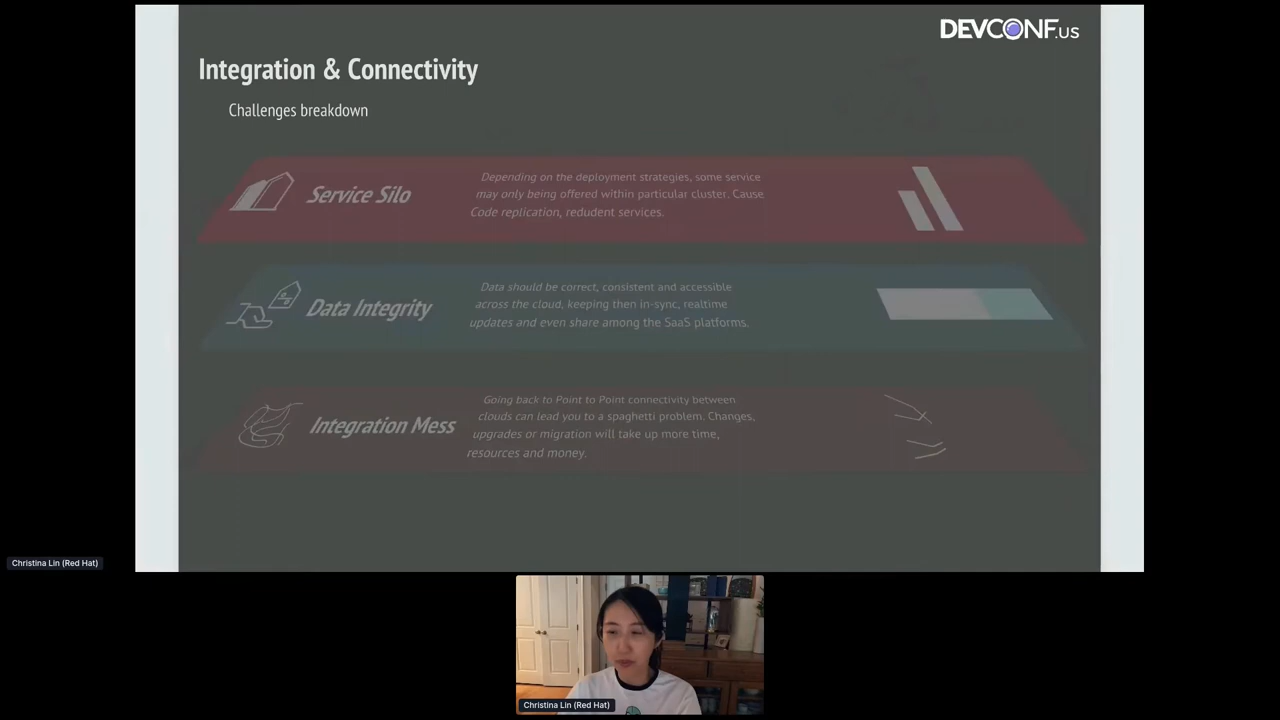 DEVCONF.US
Integration & Connectivity
Challenges breakdown
Service Silo
Depending on the deployment strategies, some service
may only being offered within particular cluster. Cause
Code replication, redudent services.
Data Integrity
Data should be correct, consistent and accessible
across the cloud, keeping then in-sync, realtime
updates and even share among the SaaS platforms.
Integration Mess
Going back to Point to Point connectivity between
clouds can lead you to a spaghetti problem. Changes,
upgrades or migration will take up more time,
resources and money.
Christina Lin (Red Hat)
Christina Lin (Red Hat)